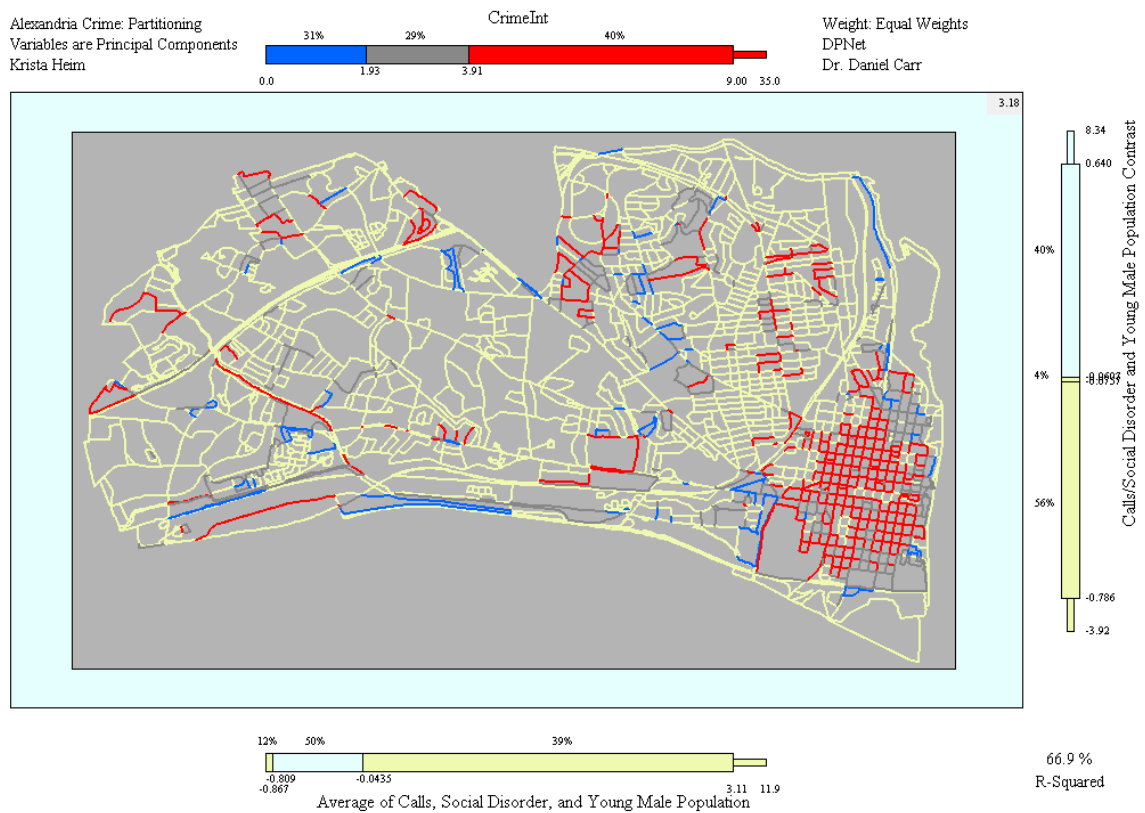 Alexandria Crime: Partitioning
Variables are Principal Components
Krista Heim
CrimeInt
31% 29% 40%
0.0 1.93 3.91 9.00 35.0
Weight: Equal Weights
DPNet
Dr. Daniel Carr
3.18
8.34
0.640
40%
4%
56%
-0.786
-3.92
Calls/Social Disorder and Young Male Population Contrast
12% 50% 39%
-0.809 -0.0435
-0.867 3.11 11.9
Average of Calls, Social Disorder, and Young Male Population
66.9 %
R-Squared